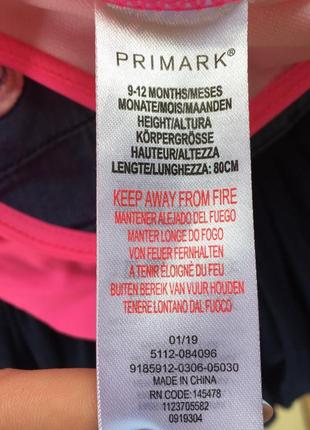 PRIMARK®
9-12 MONTHS/MESES
MONATE/MOIS/MAANDEN
HEIGHT/ALTURA
KÖRPERGRÖSSE
HAUTEUR/ALTEZZA
LENGTE/LUNGHEZZA: 80CM
KEEP AWAY FROM FIRE
MANTENER ALEJADO DEL FUEGO
MANTER LONGE DO FOGO
VON FEUER FERNHALTEN
À TENIR ÉLOIGNÉ DU FEU
BUITEN BEREIK VAN VUUR HOUDEN
TENERE LONTANO DAL FUOCO
01/19
5112-084096
9185912-0306-05030
MADE IN CHINA
RN CODE: 145478
1123705582
0919304